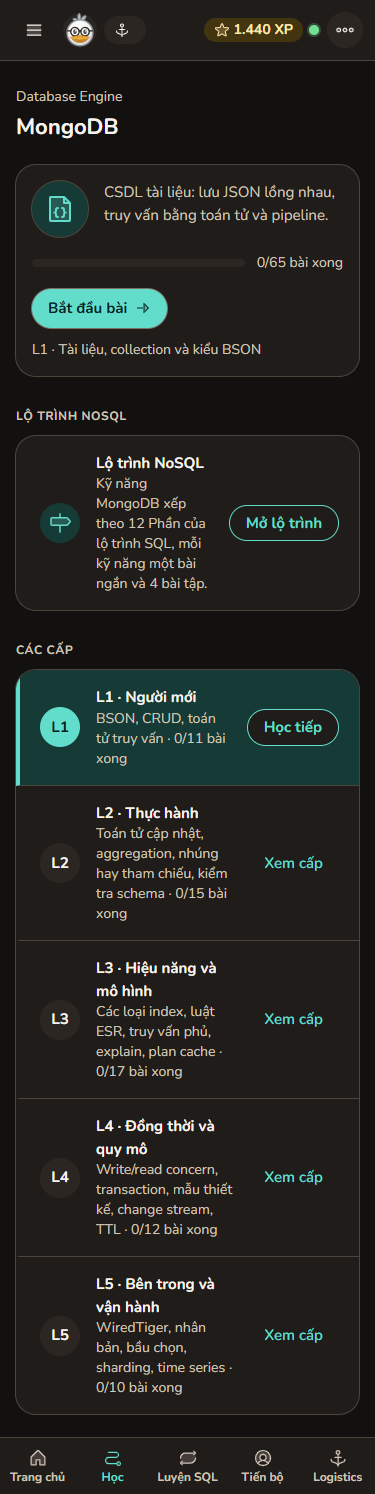 1.440 XP
Database Engine
MongoDB
CSDL tài liệu: lưu JSON lồng nhau,
truy vấn bằng toán tử và pipeline.
0/65 bài xong
Bắt đầu bài
L1 · Tài liệu, collection và kiểu BSON
LỘ TRÌNH NOSQL
Lộ trình NoSQL
Kỹ năng
MongoDB xếp
theo 12 Phần của
lộ trình SQL, mỗi
kỹ năng một bài
ngắn và 4 bài tập.
Mở lộ trình
CÁC CẤP
L1
L1 · Người mới
BSON, CRUD, toán
tử truy vấn · 0/11 bài
xong
Học tiếp
L2
L2 · Thực hành
Toán tử cập nhật,
aggregation, nhúng
hay tham chiếu, kiểm
tra schema · 0/15 bài
xong
Xem cấp
L3
L3 · Hiệu năng và
mô hình
Các loại index, luật
ESR, truy vấn phủ,
explain, plan cache ·
0/17 bài xong
Xem cấp
L4
L4 · Đồng thời và
quy mô
Write/read concern,
transaction, mẫu thiết
kế, change stream,
TTL · 0/12 bài xong
Xem cấp
L5
L5 · Bên trong và
vận hành
WiredTiger, nhân
bản, bầu chọn,
sharding, time series ·
0/10 bài xong
Xem cấp
Trang chủ
Học
Luyện SQL
Tiến bộ
Logistics